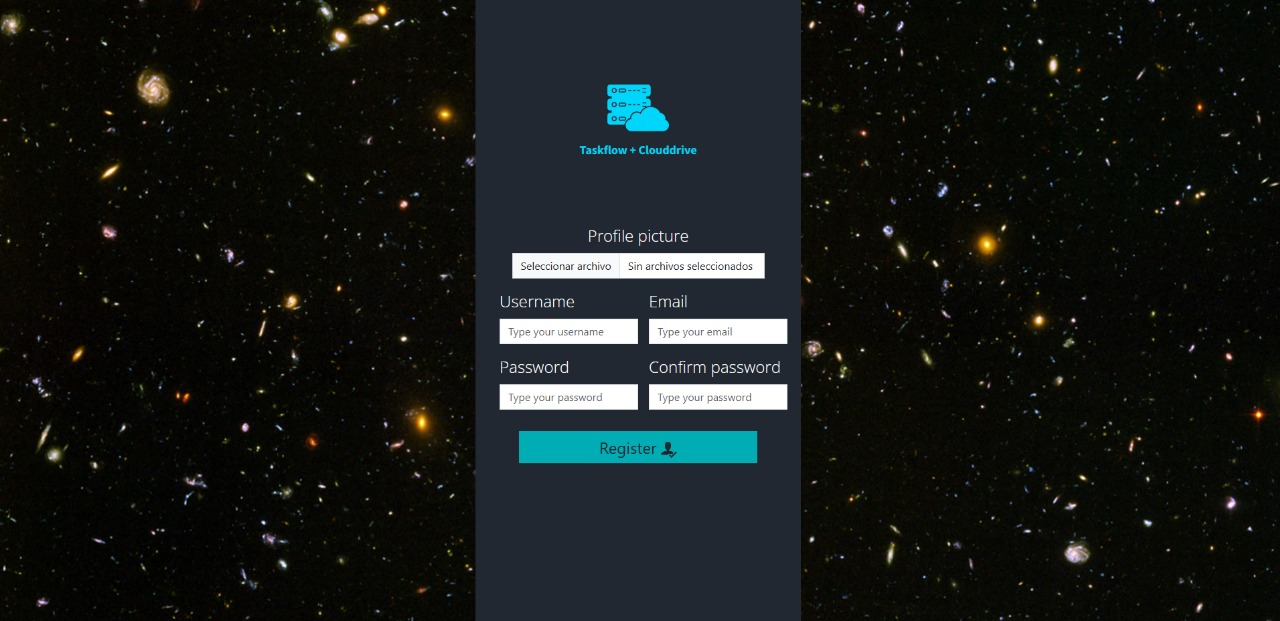 Taskflow + Clouddrive
Profile picture
Seleccionar archivo Sin archivos seleccionados
Username Email
Type your username Type your email
Password Confirm password
Type your password Type your password
Register